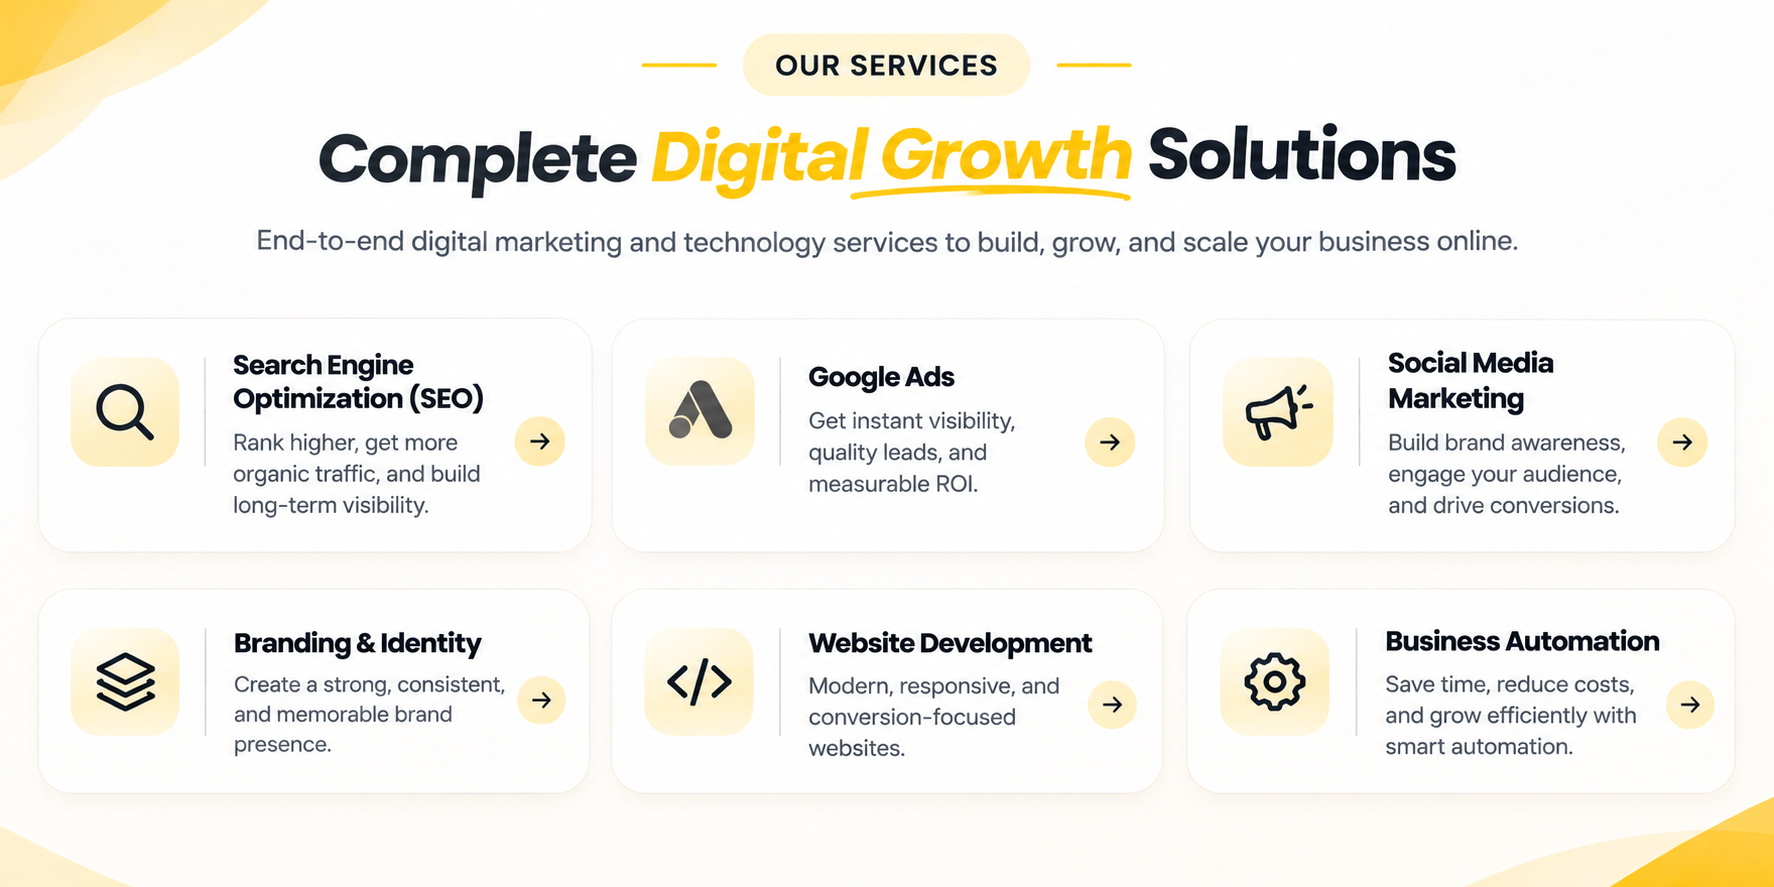 OUR SERVICES
Complete Digital Growth Solutions
End-to-end digital marketing and technology services to build, grow, and scale your business online.
Search Engine
Optimization (SEO)
Rank higher, get more
organic traffic, and build
long-term visibility.
Google Ads
Get instant visibility,
quality leads, and
measurable ROI.
Social Media
Marketing
Build brand awareness,
engage your audience,
and drive conversions.
Branding & Identity
Create a strong, consistent,
and memorable brand
presence.
Website Development
Modern, responsive, and
conversion-focused
websites.
Business Automation
Save time, reduce costs,
and grow efficiently with
smart automation.